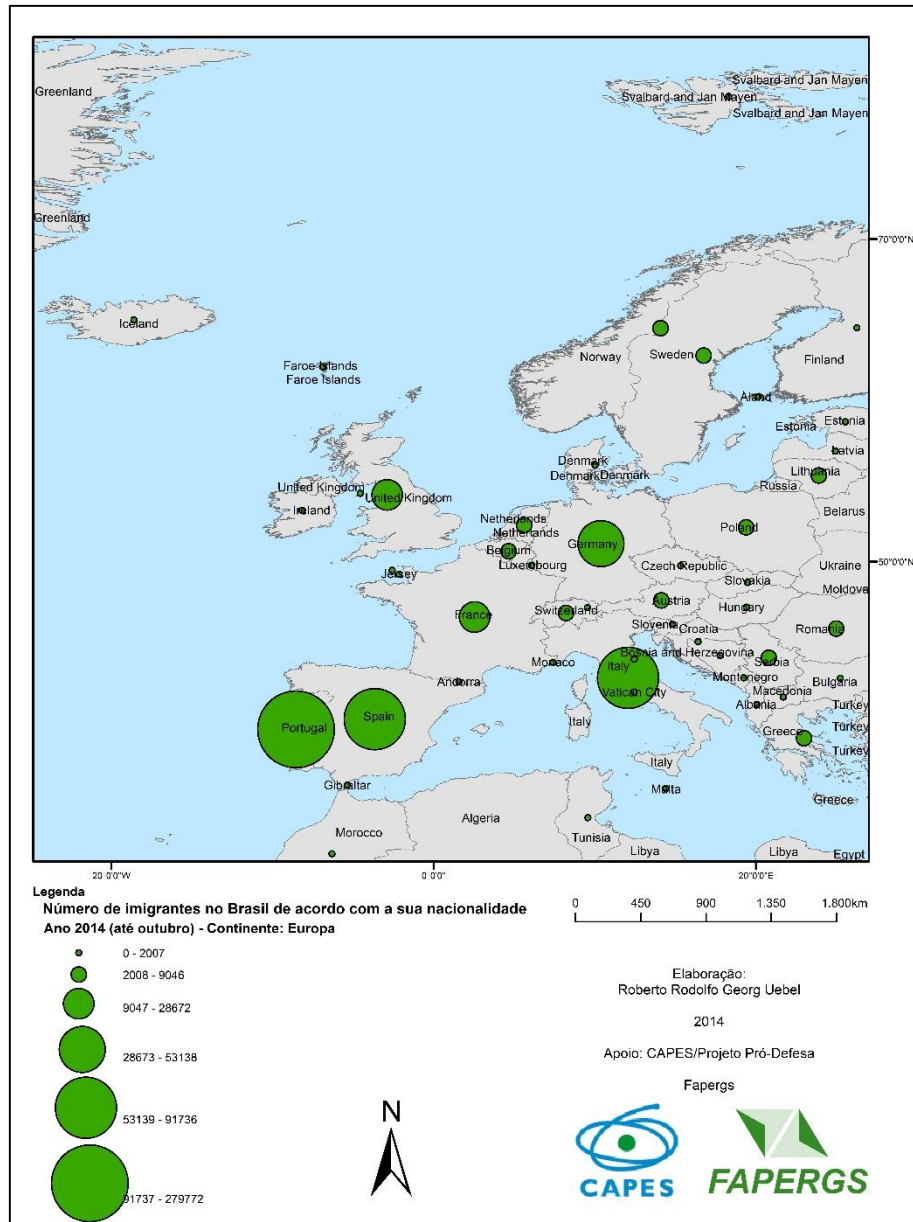 Greenland
Svalbard and Jan Mayen
Svalbard and Jan Mayen
Svalbard and Jan Mayen
Greenland
70°0'0"N
Iceland
Norway
Sweden
Finland
Faroe Islands
Faroe Islands
Aland
Estonia
Estonia
Latvia
Denmark
Denmark
Denmark
Lithuania
Russia
United Kingdom
United Kingdom
Ireland
Belarus
Netherlands
Netherlands
Poland
Germany
Belgium
Luxembourg
Czech Republic
50°0'0"N
Ukraine
Jersey
Slovakia
Moldova
Austria
Hungary
France
Switzerland
Slovenia
Croatia
Romania
Bosnia and Herzegovina
Serbia
Monaco
Italy
Andorra
Montenegro
Bulgaria
Vatican City
Macedonia
Albania
Turkey
Portugal
Spain
Italy
Greece
Turkey
Turkey
Italy
Gibraltar
Malta
Greece
Morocco
Algeria
Tunisia
Libya
Libya
Egypt
20°0'0"W
0°0'0"
20°0'0"E
Legenda
Número de imigrantes no Brasil de acordo com a sua nacionalidade
Ano 2014 (até outubro) - Continente: Europa
0 - 2007
2008 - 9046
9047 - 28672
28673 - 53138
53139 - 91736
91737 - 279772
0 450 900 1.350 1.800km
Elaboração:
Roberto Rodolfo Georg Uebel
2014
Apoio: CAPES/Projeto Pró-Defesa
Fapergs
N
CAPES
FAPERGS